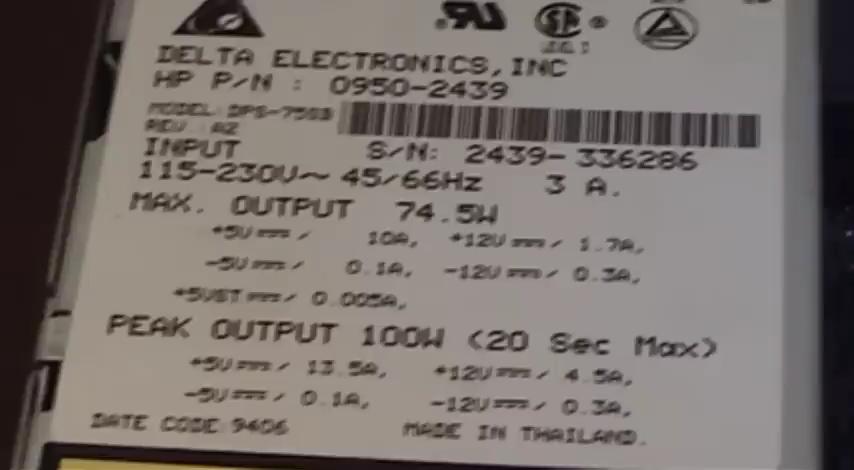 DELTA ELECTRONICS, INC
HP P/N : 0950-2439
MODEL: DPS-75GB
REV: A2
INPUT S/N: 2439-336286
115-230V~ 45/66Hz 3 A.
MAX. OUTPUT 74.5W
+5V⎓/ 10A, +12V⎓/ 1.7A,
-5V⎓/ 0.1A, -12V⎓/ 0.3A,
+5VST⎓/ 0.005A,
PEAK OUTPUT 100W (20 Sec Max)
+5V⎓/ 13.5A, +12V⎓/ 4.5A,
-5V⎓/ 0.1A, -12V⎓/ 0.3A,
DATE CODE:9406 MADE IN THAILAND.